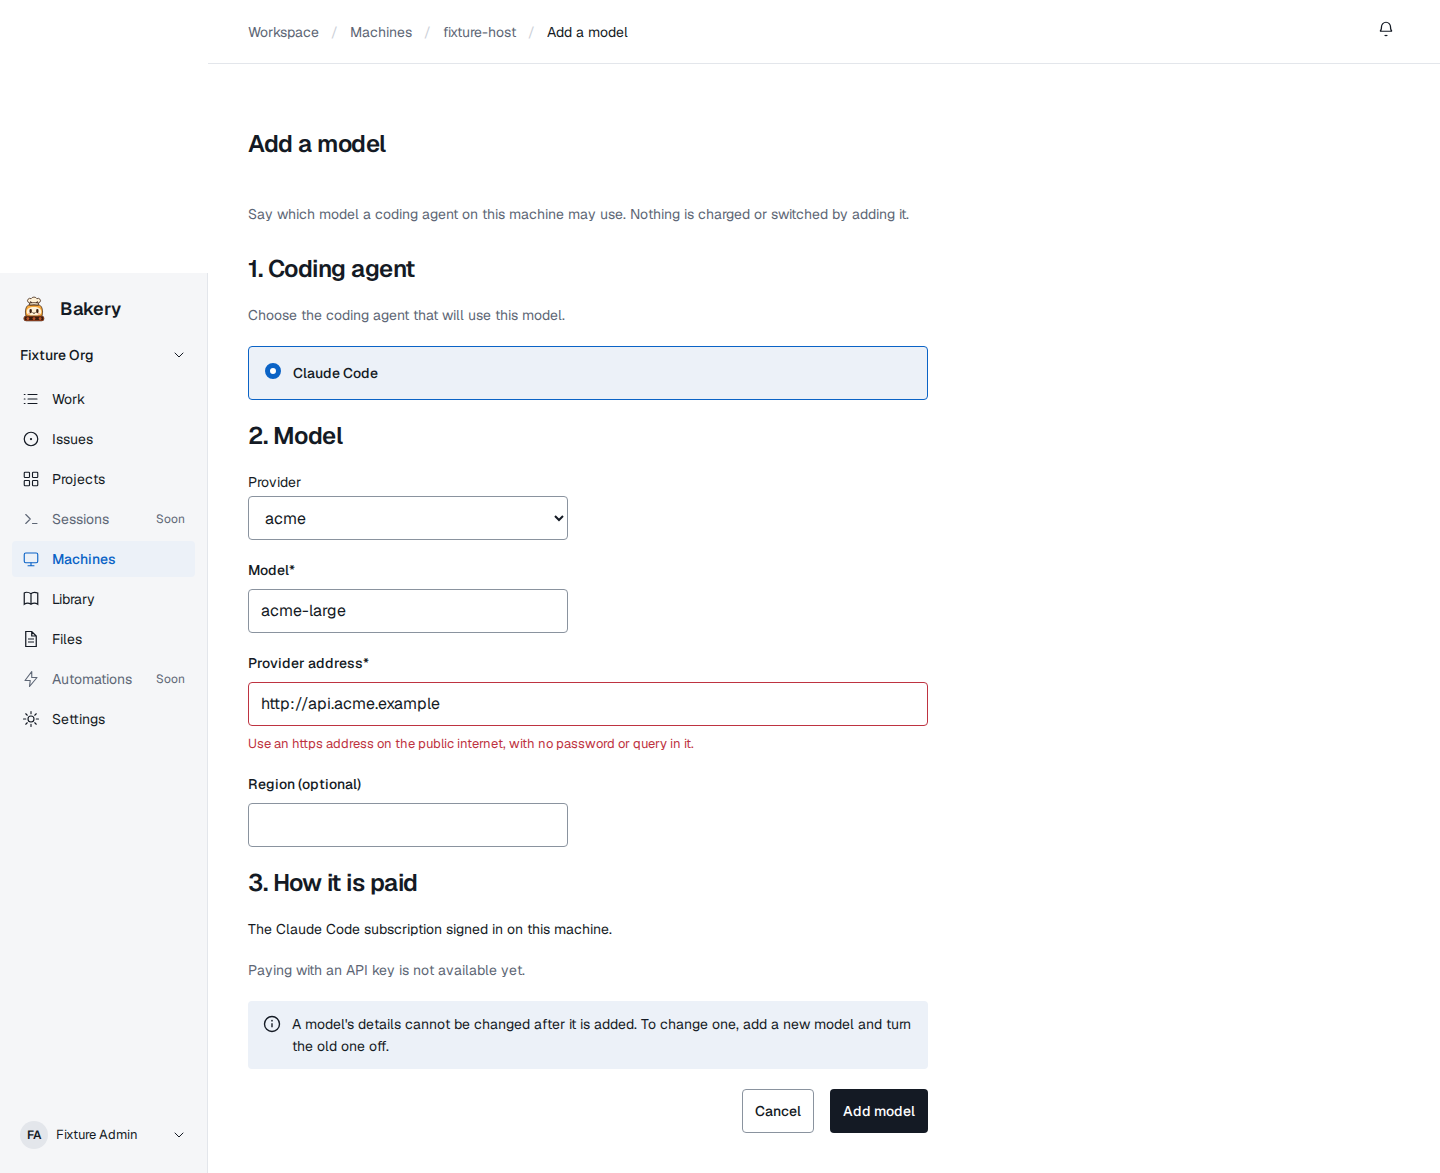 Workspace / Machines / fixture-host / Add a model
Add a model
Say which model a coding agent on this machine may use. Nothing is charged or switched by adding it.
1. Coding agent
Choose the coding agent that will use this model.
Claude Code
2. Model
Provider
acme
Model*
acme-large
Provider address*
http://api.acme.example
Use an https address on the public internet, with no password or query in it.
Region (optional)
3. How it is paid
The Claude Code subscription signed in on this machine.
Paying with an API key is not available yet.
A model's details cannot be changed after it is added. To change one, add a new model and turn
the old one off.
Cancel
Add model
Bakery
Fixture Org
Work
Issues
Projects
Sessions Soon
Machines
Library
Files
Automations Soon
Settings
FA Fixture Admin